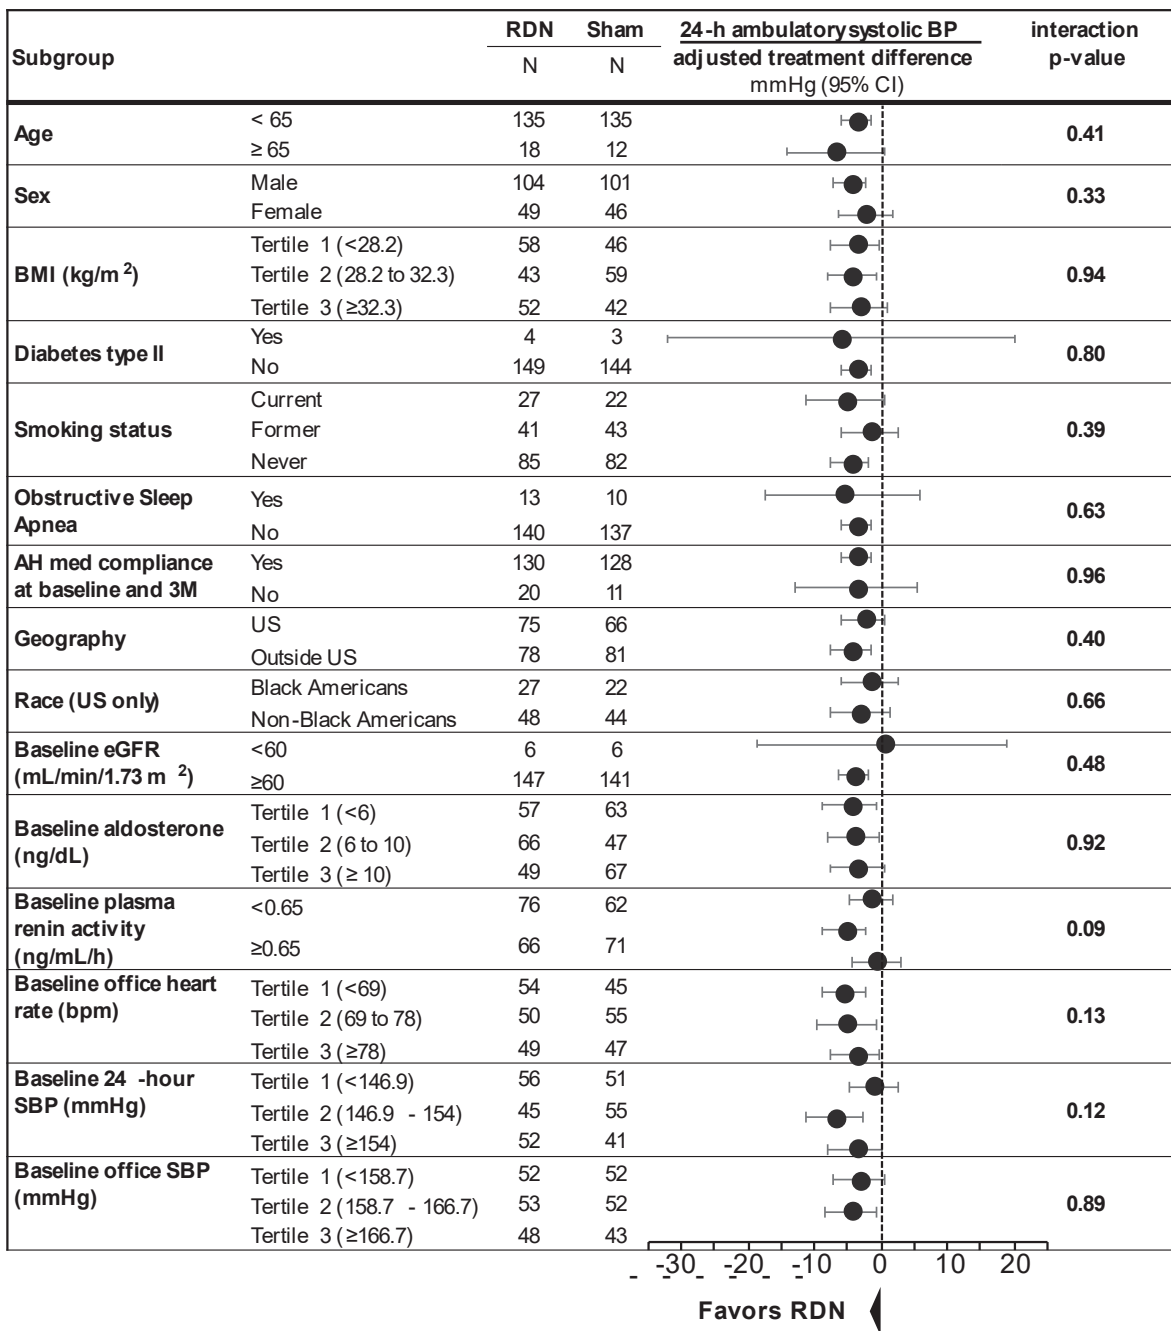 Subgroup RDN Sham 24-h ambulatory systolic BP interaction
N N adjusted treatment difference p-value
mmHg (95% CI)
Age < 65 135 135 0.41
≥ 65 18 12
Sex Male 104 101 0.33
Female 49 46
BMI (kg/m 2) Tertile 1 (<28.2) 58 46 0.94
Tertile 2 (28.2 to 32.3) 43 59
Tertile 3 (≥32.3) 52 42
Diabetes type II Yes 4 3 0.80
No 149 144
Smoking status Current 27 22 0.39
Former 41 43
Never 85 82
Obstructive Sleep Yes 13 10 0.63
Apnea No 140 137
AH med compliance Yes 130 128 0.96
at baseline and 3M No 20 11
Geography US 75 66 0.40
Outside US 78 81
Race (US only) Black Americans 27 22 0.66
Non-Black Americans 48 44
Baseline eGFR <60 6 6 0.48
(mL/min/1.73 m 2) ≥60 147 141
Baseline aldosterone Tertile 1 (<6) 57 63 0.92
(ng/dL) Tertile 2 (6 to 10) 66 47
Tertile 3 (≥ 10) 49 67
Baseline plasma <0.65 76 62 0.09
renin activity
(ng/mL/h) ≥0.65 66 71
Baseline office heart Tertile 1 (<69) 54 45 0.13
rate (bpm) Tertile 2 (69 to 78) 50 55
Tertile 3 (≥78) 49 47
Baseline 24 -hour Tertile 1 (<146.9) 56 51 0.12
SBP (mmHg) Tertile 2 (146.9 - 154) 45 55
Tertile 3 (≥154) 52 41
Baseline office SBP Tertile 1 (<158.7) 52 52 0.89
(mmHg) Tertile 2 (158.7 - 166.7) 53 52
Tertile 3 (≥166.7) 48 43
-30 -20 -10 0 10 20
Favors RDN